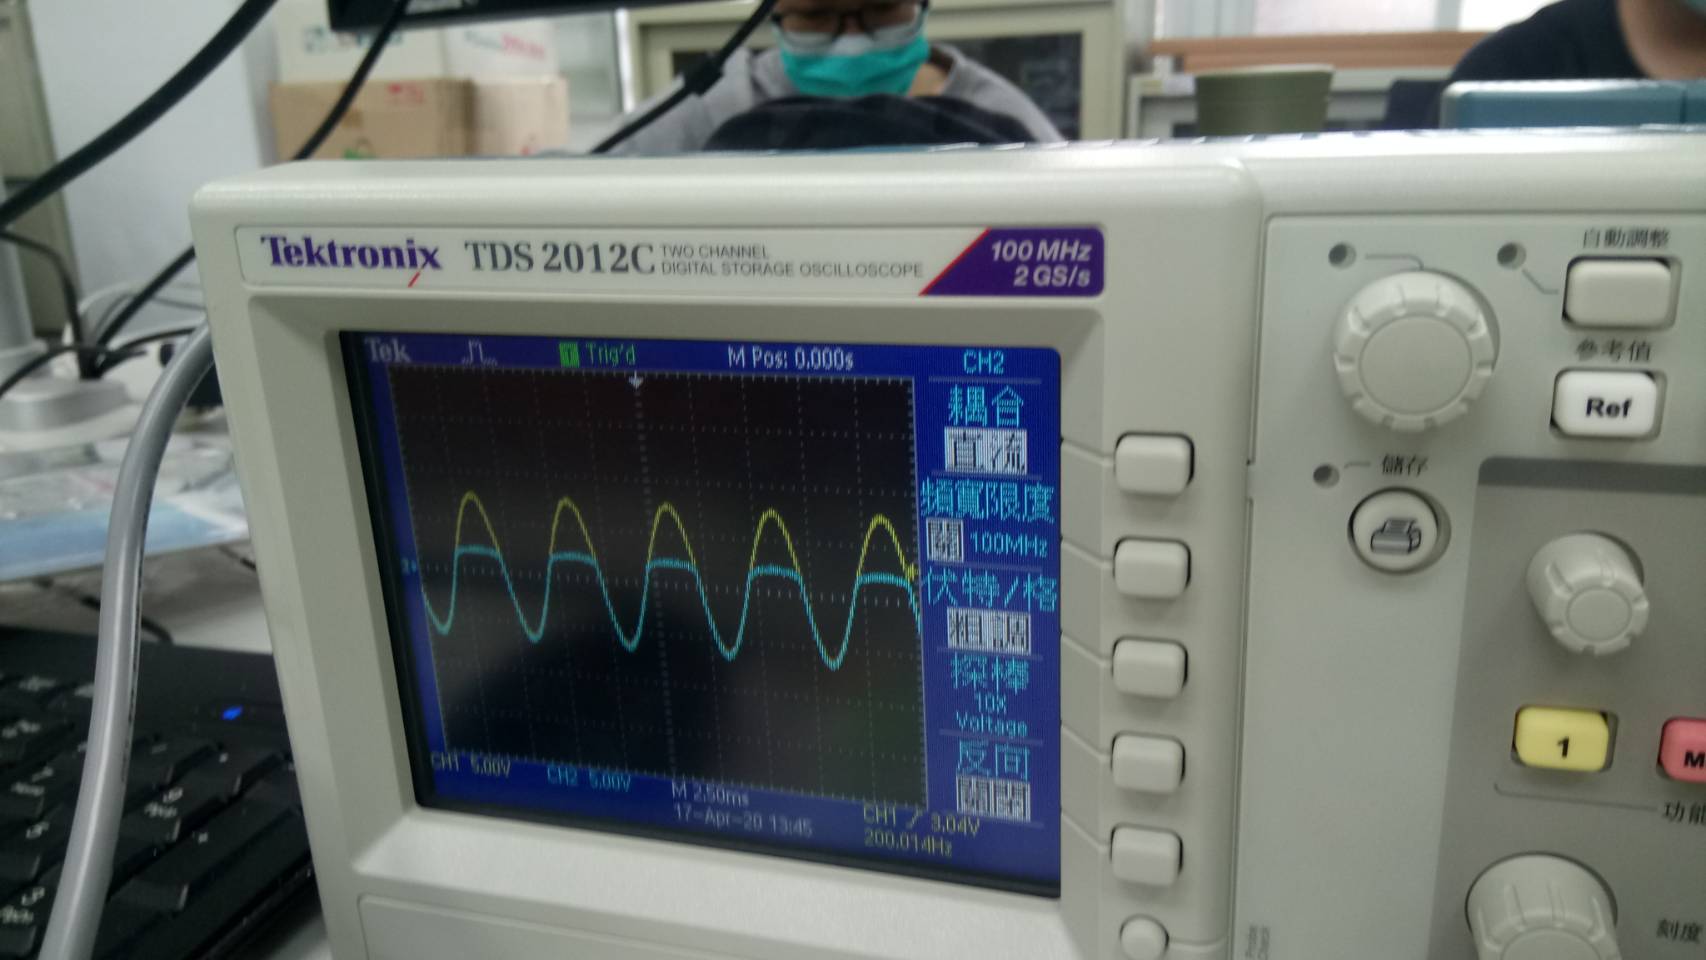 Tektronix TDS 2012C TWO CHANNEL
DIGITAL STORAGE OSCILLOSCOPE
100 MHz
2 GS/s
Tek Trig'd M Pos: 0.000s CH2
耦合
直流
頻寬限度
關 100MHz
伏特/格
粗調
探棒
10X
Voltage
反向
關閉
CH1 5.00V CH2 5.00V M 2.50ms CH1 3.04V
17-Apr-20 13:45 200.014Hz
自動調整
參考值
Ref
儲存
1
M
刻度